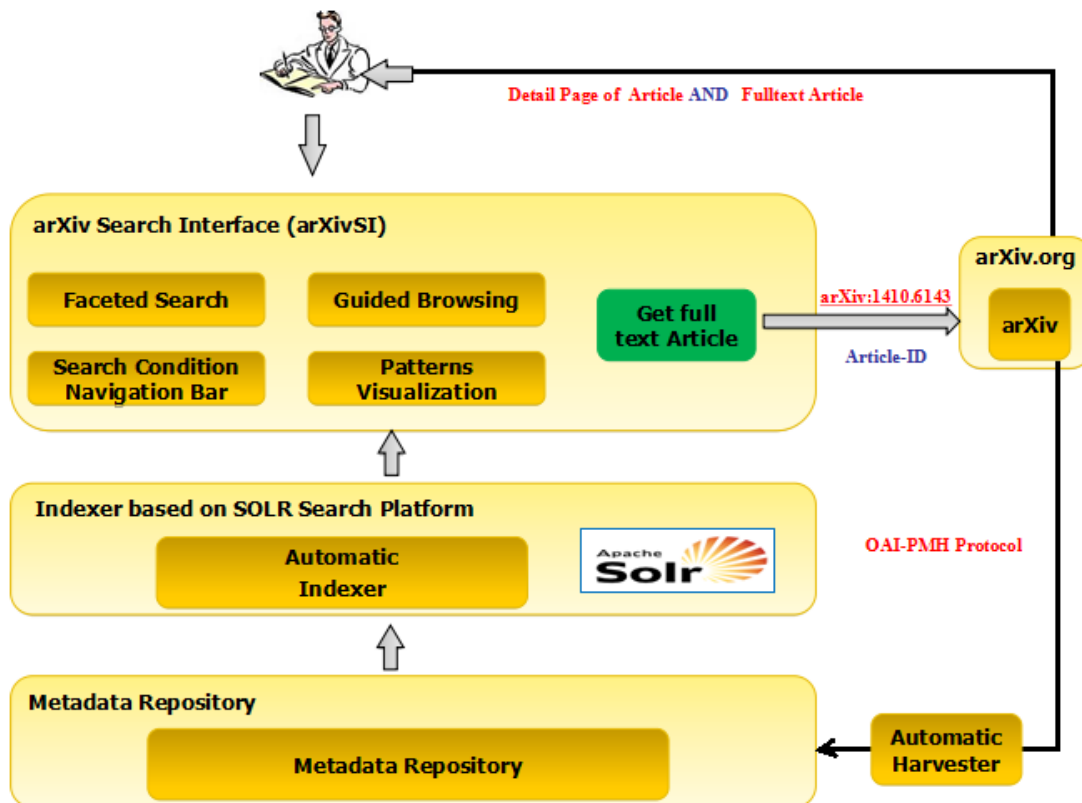 Detail Page of Article AND Fulltext Article
arXiv Search Interface (arXivSI)
Faceted Search
Guided Browsing
Search Condition
Navigation Bar
Patterns
Visualization
Get full
text Article
arXiv:1410.6143
Article-ID
arXiv.org
arXiv
Indexer based on SOLR Search Platform
Automatic
Indexer
Apache
Solr
OAI-PMH Protocol
Metadata Repository
Metadata Repository
Automatic
Harvester